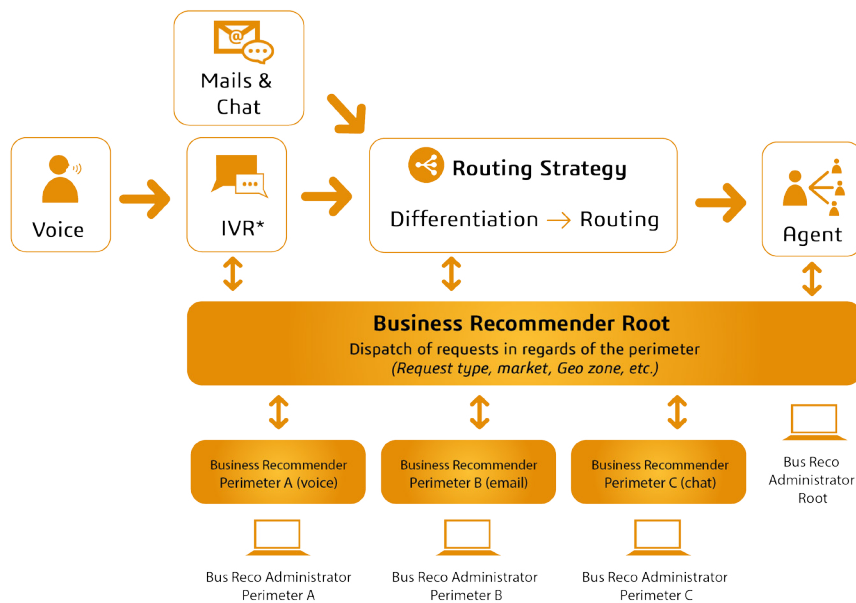 Mails &
Chat
Voice
IVR*
Routing Strategy
Differentiation → Routing
Agent
Business Recommender Root
Dispatch of requests in regards of the perimeter
(Request type, market, Geo zone, etc.)
Business Recommender
Perimeter A (voice)
Business Recommender
Perimeter B (email)
Business Recommender
Perimeter C (chat)
Bus Reco
Administrator
Root
Bus Reco Administrator
Perimeter A
Bus Reco Administrator
Perimeter B
Bus Reco Administrator
Perimeter C